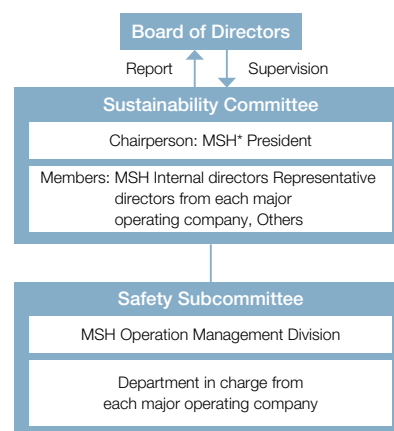 Board of Directors
Report
Supervision
Sustainability Committee
Chairperson: MSH* President
Members: MSH Internal directors Representative
directors from each major
operating company, Others
Safety Subcommittee
MSH Operation Management Division
Department in charge from
each major operating company